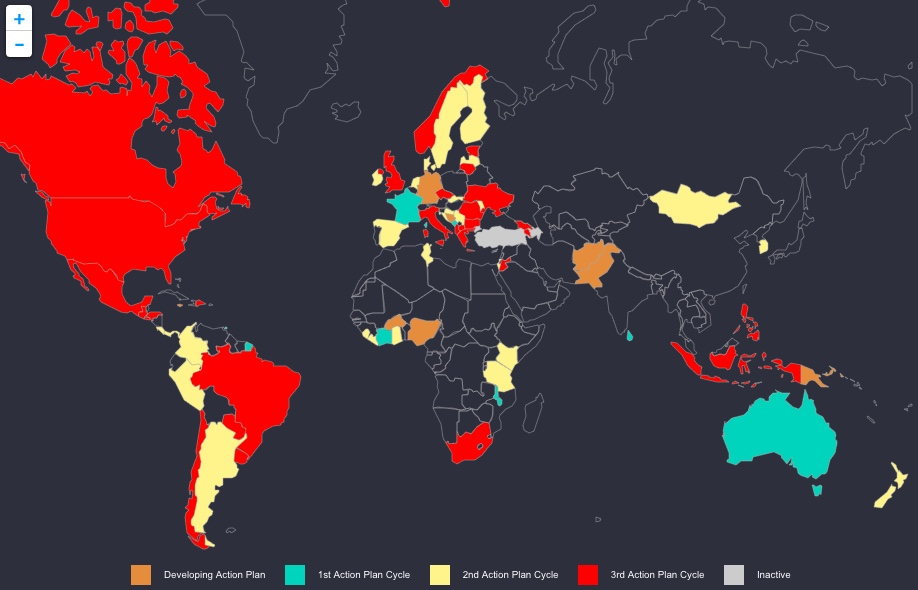 +
−
Developing Action Plan
1st Action Plan Cycle
2nd Action Plan Cycle
3rd Action Plan Cycle
Inactive